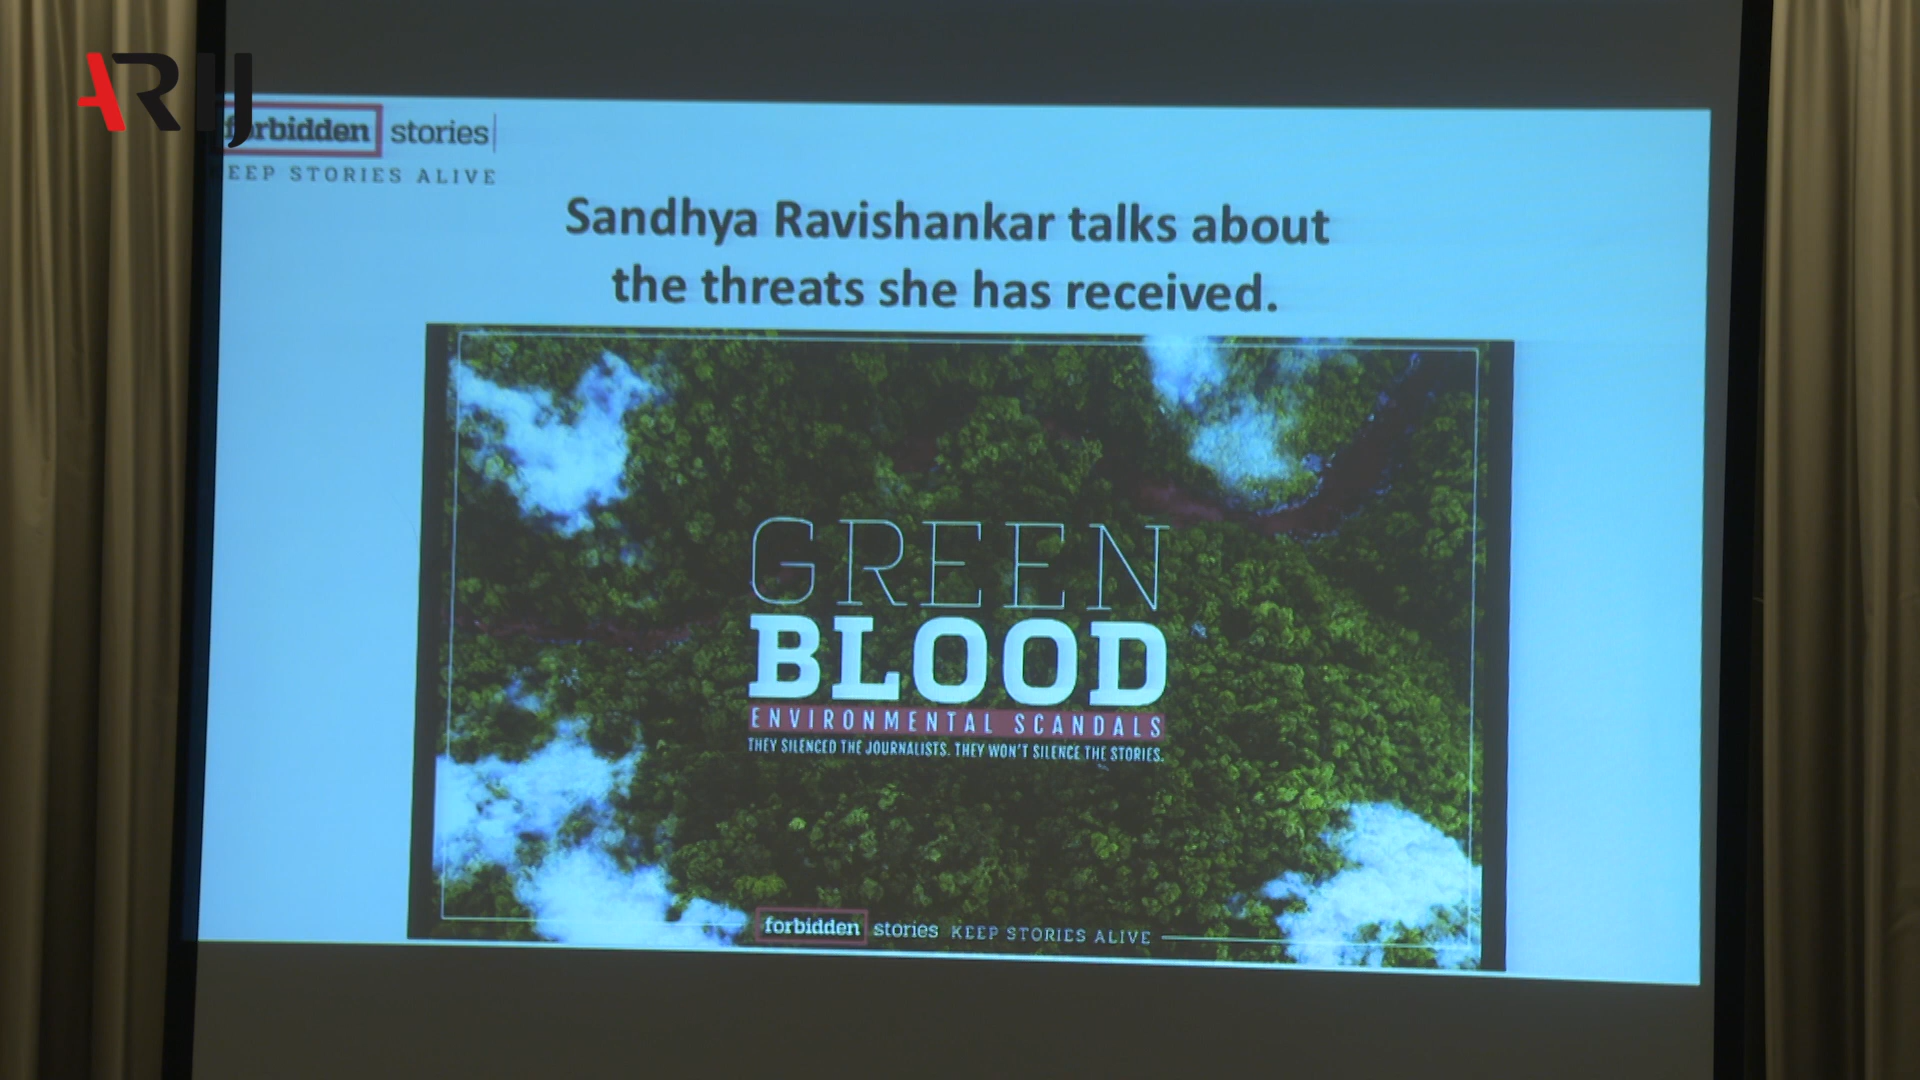 ARIJ
forbidden stories
KEEP STORIES ALIVE
Sandhya Ravishankar talks about
the threats she has received.
GREEN
BLOOD
ENVIRONMENTAL SCANDALS
THEY SILENCED THE JOURNALISTS. THEY WON'T SILENCE THE STORIES.
forbidden stories KEEP STORIES ALIVE